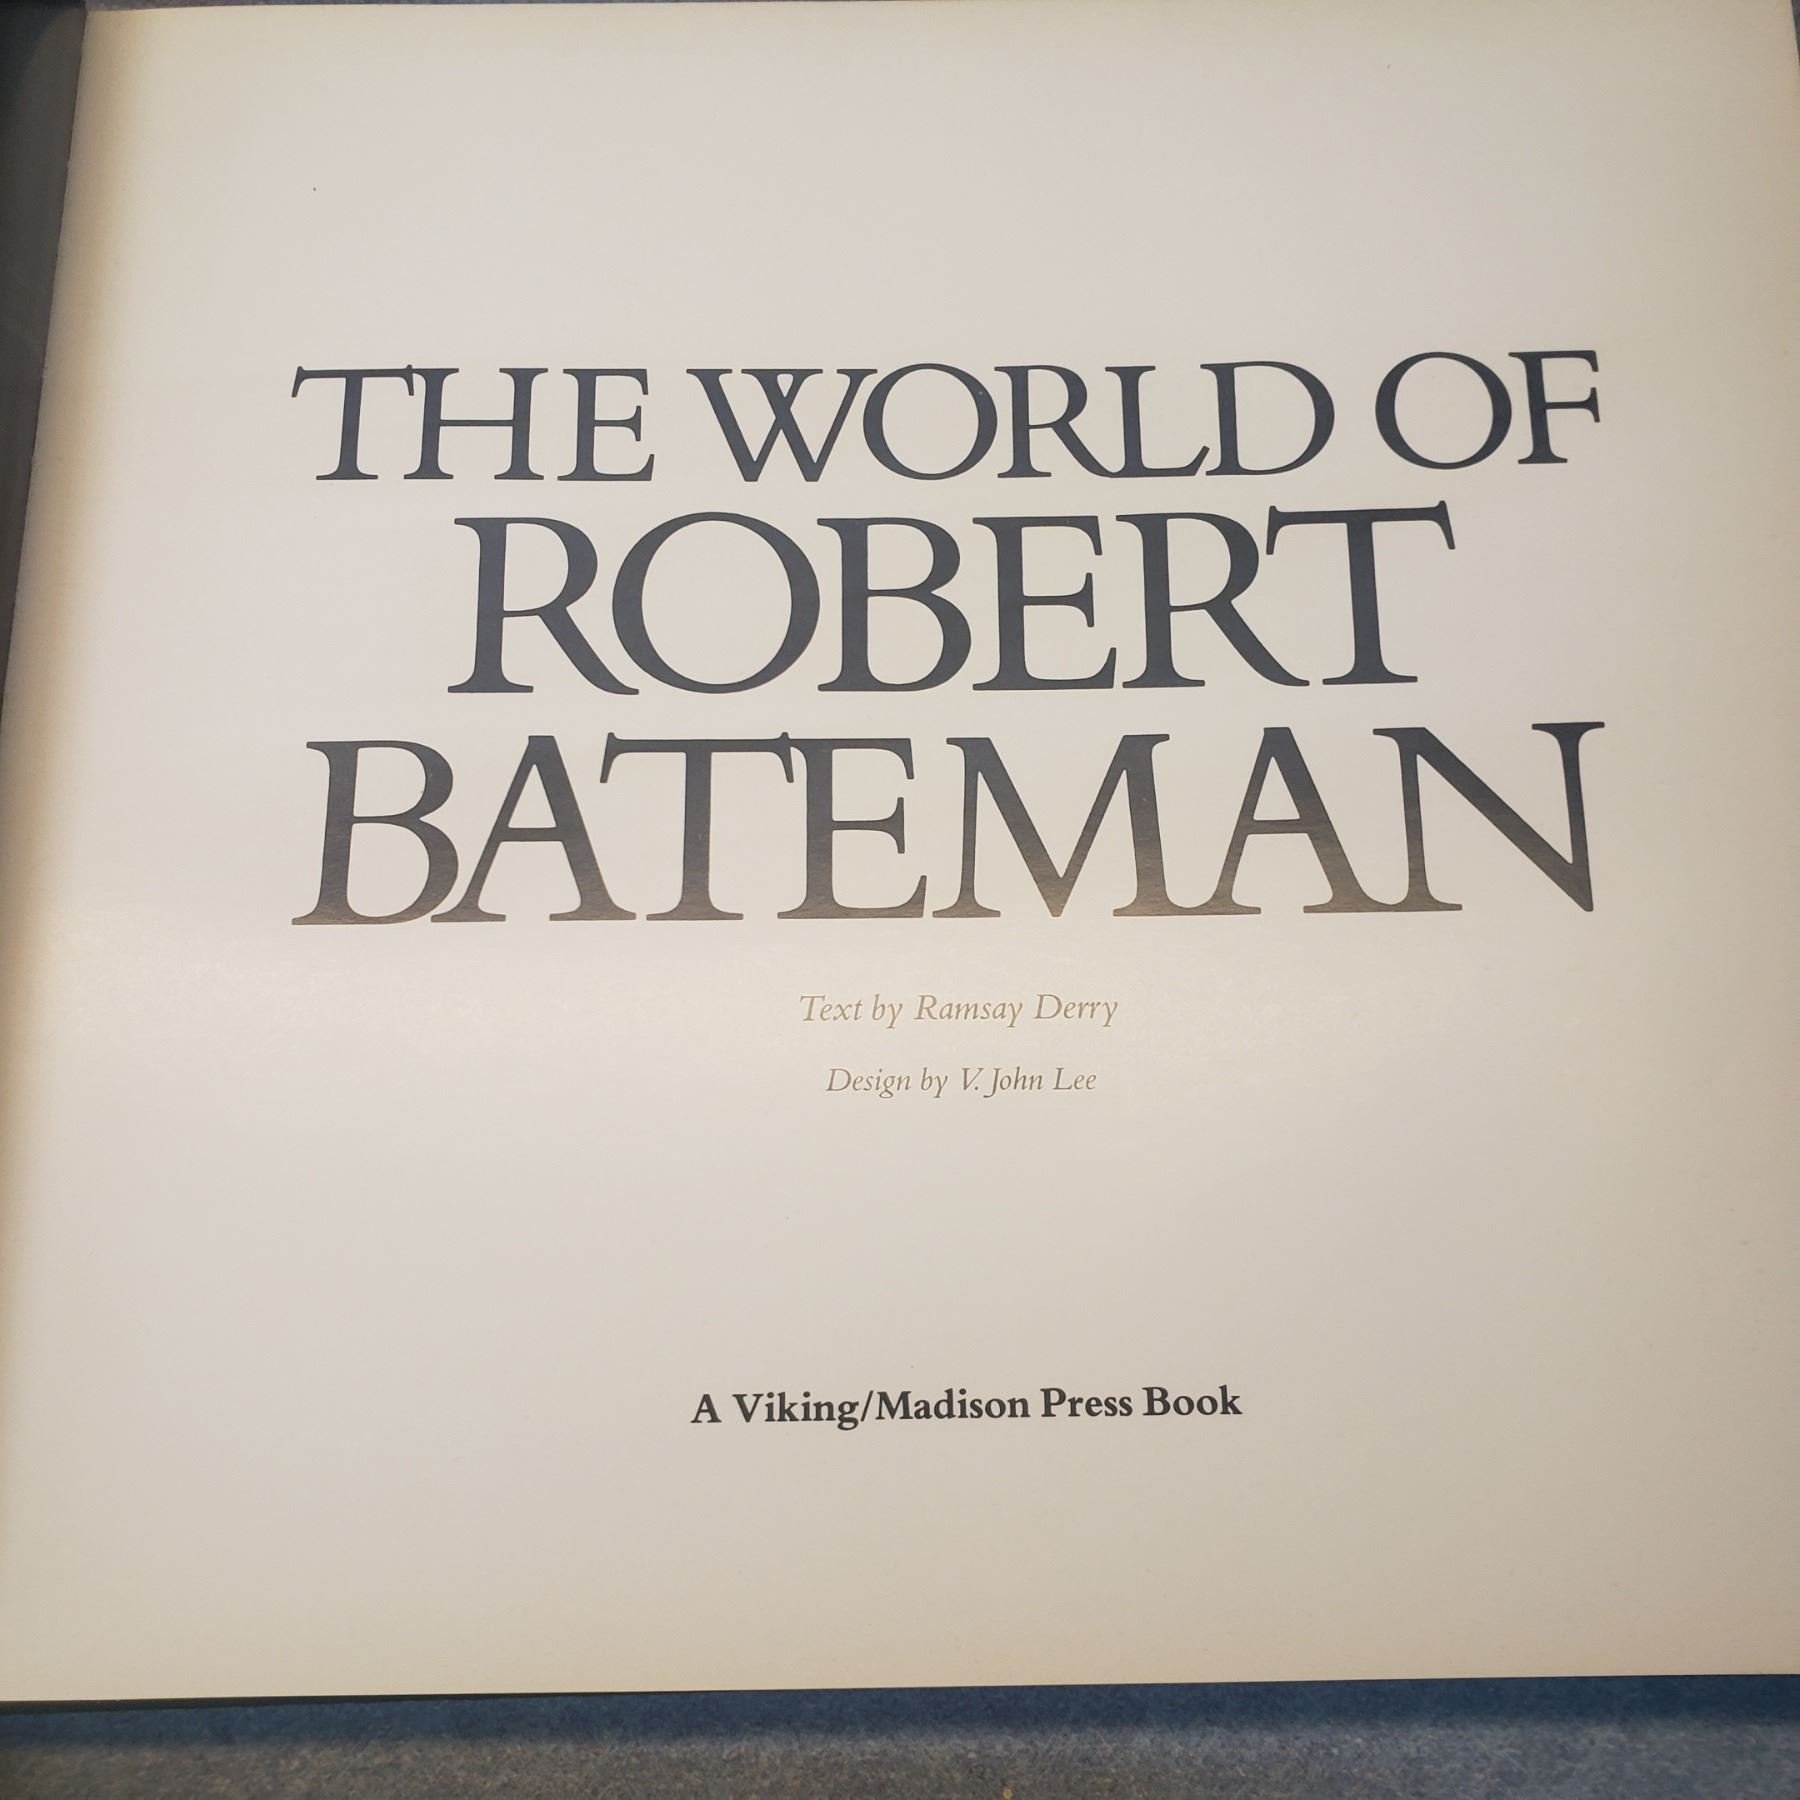 THE WORLD OF
ROBERT
BATEMAN
Text by Ramsay Derry
Design by V. John Lee
A Viking/Madison Press Book